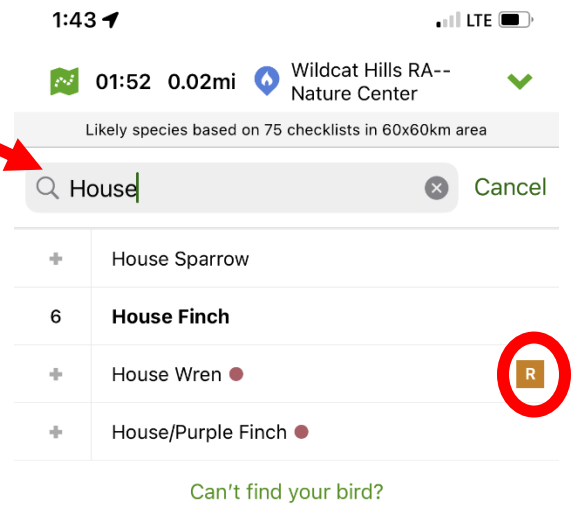 1:43 LTE
01:52 0.02mi Wildcat Hills RA--
Nature Center
Likely species based on 75 checklists in 60x60km area
House Cancel
+ House Sparrow
6 House Finch
+ House Wren R
+ House/Purple Finch
Can't find your bird?